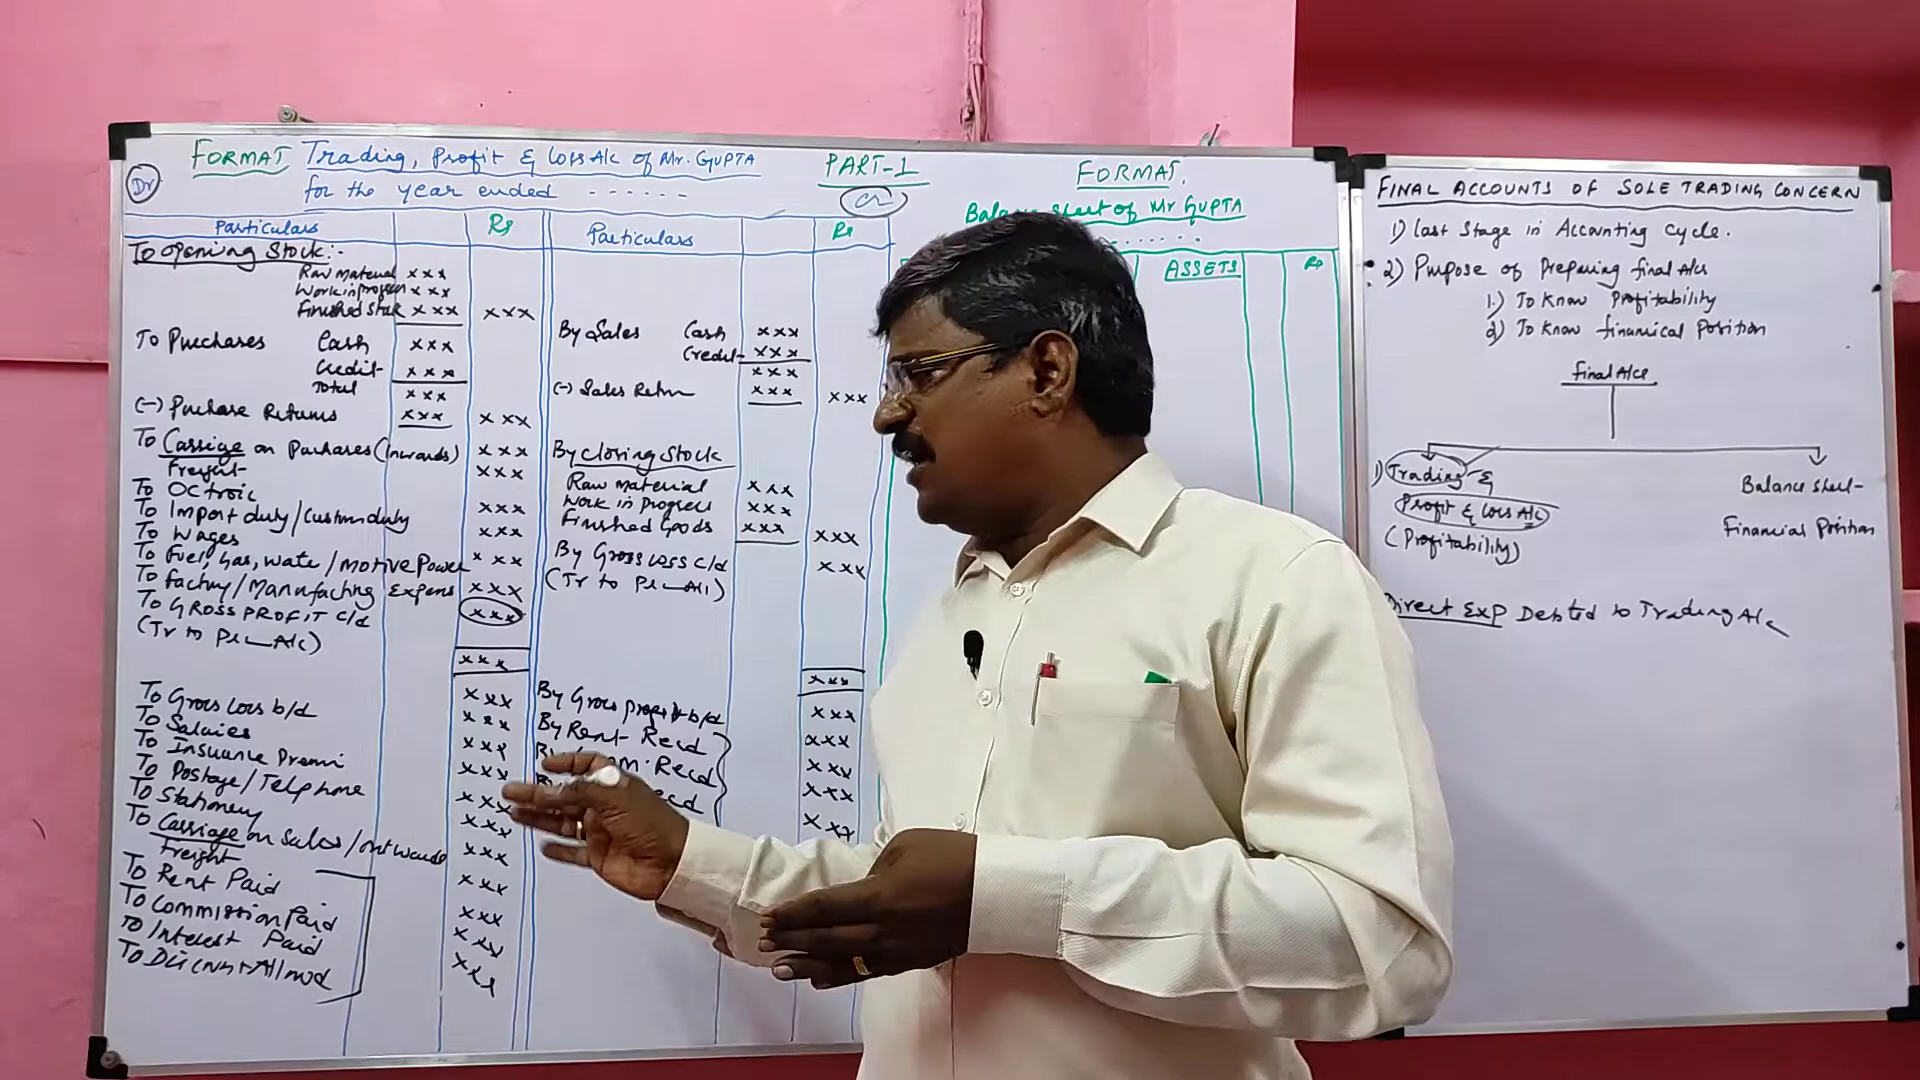 FORMAT Trading, Profit & Loss A/c of Mr. GUPTA
for the year ended - - - - - -
PART-1
Dr
Cr
Particulars Rs Particulars Rs
To Opening Stock:-
Raw material xxx
Work in progress xxx
Finished Stock xxx xxx
To Purchases Cash xxx
Credit xxx
Total xxx
(-) Purchase Returns xxx xxx
To Carriage on Purchases (Inwards) xxx
Freight xxx
To Octroi
To Import duty/Custom duty xxx
To Wages xxx
To Fuel, Gas, Water/Motive Power xxx
To Factory/Manufacturing Expens xxx
To GROSS PROFIT c/d xxx
(Tr to P&L A/c)
xxx
To Gross Loss b/d xxx
To Salaries xxx
To Insurance Premi xxx
To Postage/Telphone xxx
To Stationery xxx
To Carriage on Sales/outwards xxx
Freight xxx
To Rent Paid xxx
To Commission Paid xxx
To Interest Paid xxx
To Discount Allowed xxx
By Sales Cash xxx
Credit xxx
xxx
(-) Sales Return xxx xxx
By Closing Stock
Raw material xxx
Work in Progress xxx
Finished Goods xxx xxx
By Gross Loss c/d xxx
(Tr to P&L A/c)
xxx
By Gross profit b/d xxx
By Rent Recd xxx
By Comm. Recd xxx
xxx
xxx
FORMAT
Balance Sheet of Mr GUPTA
ASSETS Rs
FINAL ACCOUNTS OF SOLE TRADING CONCERN
1) Last Stage in Accounting Cycle.
2) Purpose of Preparing final A/cs
1.) To Know Profitability
2) To Know financial Position
Final A/cs
1) Trading &
Profit & Loss A/c
(Profitability)
Balance Sheet-
Financial Position
Direct Exp Debited to Trading A/c